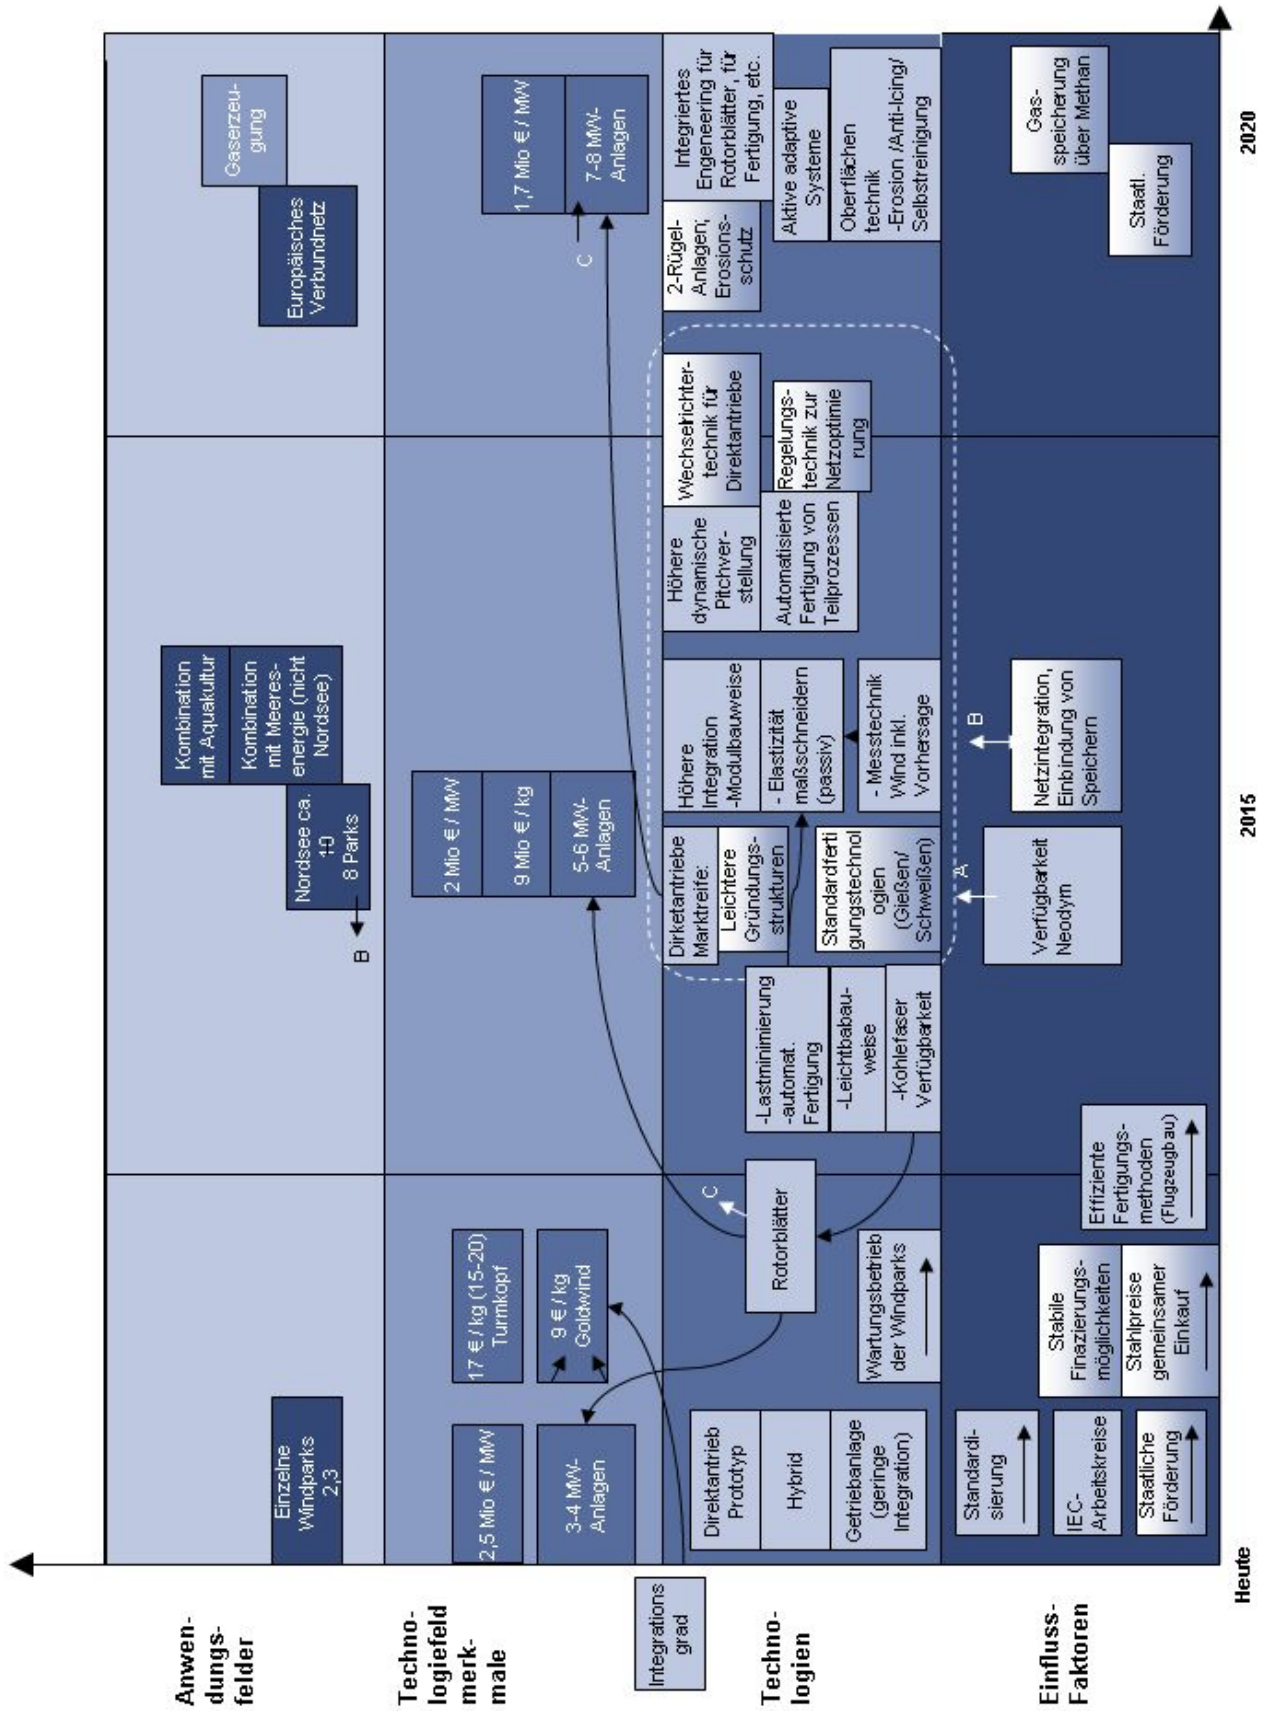 Anwen-
dungs-
felder
Einzelne
Windparks
2,3
Nordsee ca.
10
8 Parks
B
Kombination
mit Aquakultur
Kombination
mit Meeres-
energie (nicht
Nordsee)
Europäisches
Verbundnetz
Gaserzeu-
gung
Techno-
logiefeld
merk-
male
2,5 Mio € / MW
3-4 MW-
Anlagen
17 € / kg (15-20)
Turmkopf
9 € / kg
Goldwind
2 Mio € / MW
9 Mio € / kg
5-6 MW-
Anlagen
1,7 Mio € / MW
7-8 MW-
Anlagen
C
Integrations
grad
Techno-
logien
Direktantrieb
Prototyp
Hybrid
Getriebanlage
(geringe
Integration)
Wartungsbetrieb
der Windparks
Rotorblätter
C
-Lastminimierung
-automat.
Fertigung
-Leichtbabau-
weise
-Kohlefaser
Verfügbarkeit
Dirketantriebe
Marktreife:
Leichtere
Gründungs-
strukturen
Standardferti
gungstechnol
ogien
(Gießen/
Schweißen)
Höhere
Integration
-Modulbauweise
- Elastizität
maßschneidern
(passiv)
- Messtechnik
Wind inkl.
Vorhersage
Höhere
dynamische
Pitchver-
stellung
Automatisierte
Fertigung von
Teilprozessen
Wechserichter-
technik für
Direktantriebe
Regelungs-
technik zur
Netzoptimie
rung
2-Rügel-
Anlagen;
Erosions-
schutz
Integriertes
Engeneering für
Rotorblätter, für
Fertigung, etc.
Aktive adaptive
Systeme
Oberflächen
technik
-Erosion /Anti-Icing/
Selbstreinigung
Einfluss-
Faktoren
Standardi-
sierung
IEC-
Arbeitskreise
Staatliche
Förderung
Stabile
Finazierungs-
möglichkeiten
Stahlpreise
gemeinsamer
Einkauf
Effiziente
Fertigungs-
methoden
(Flugzeugbau)
A
Verfügbarkeit
Neodym
B
Netzintegration,
Einbindung von
Speichern
Staatl.
Förderung
Gas-
speicherung
über Methan
Heute
2015
2020